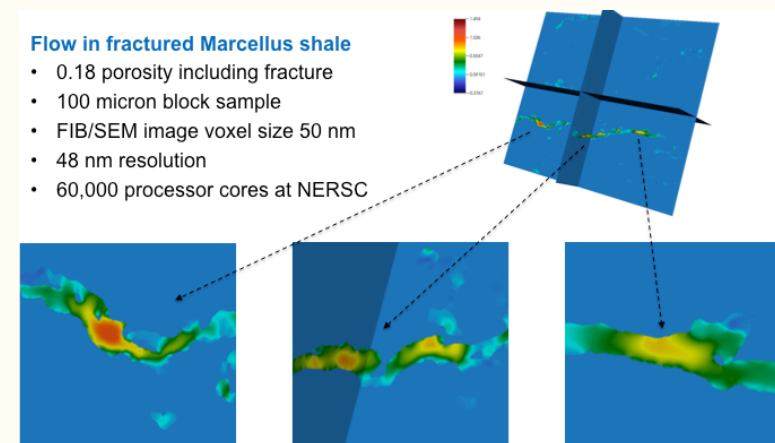 Flow in fractured Marcellus shale
• 0.18 porosity including fracture
• 100 micron block sample
• FIB/SEM image voxel size 50 nm
• 48 nm resolution
• 60,000 processor cores at NERSC